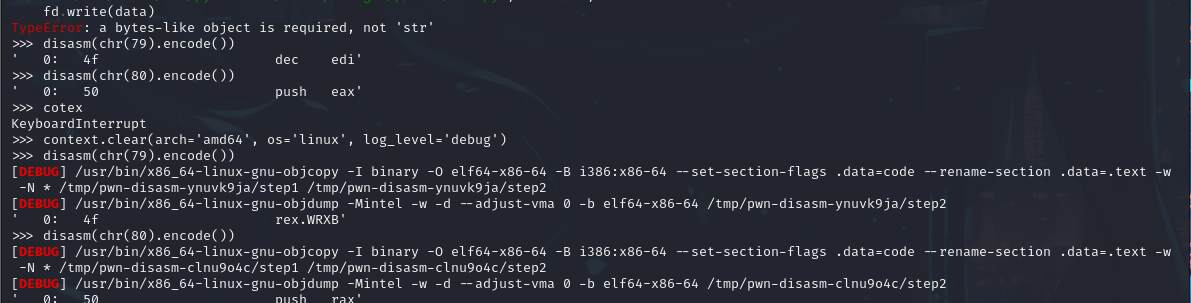 fd.write(data)
TypeError: a bytes-like object is required, not 'str'
>>> disasm(chr(79).encode())
'   0:   4f                      dec    edi'
>>> disasm(chr(80).encode())
'   0:   50                      push   eax'
>>> cotex
KeyboardInterrupt
>>> context.clear(arch='amd64', os='linux', log_level='debug')
>>> disasm(chr(79).encode())
[DEBUG] /usr/bin/x86_64-linux-gnu-objcopy -I binary -O elf64-x86-64 -B i386:x86-64 --set-section-flags .data=code --rename-section .data=.text -w
 -N * /tmp/pwn-disasm-ynuvk9ja/step1 /tmp/pwn-disasm-ynuvk9ja/step2
[DEBUG] /usr/bin/x86_64-linux-gnu-objdump -Mintel -w -d --adjust-vma 0 -b elf64-x86-64 /tmp/pwn-disasm-ynuvk9ja/step2
'   0:   4f                      rex.WRXB'
>>> disasm(chr(80).encode())
[DEBUG] /usr/bin/x86_64-linux-gnu-objcopy -I binary -O elf64-x86-64 -B i386:x86-64 --set-section-flags .data=code --rename-section .data=.text -w
 -N * /tmp/pwn-disasm-clnu9o4c/step1 /tmp/pwn-disasm-clnu9o4c/step2
[DEBUG] /usr/bin/x86_64-linux-gnu-objdump -Mintel -w -d --adjust-vma 0 -b elf64-x86-64 /tmp/pwn-disasm-clnu9o4c/step2
'   0:   50                      push   rax'